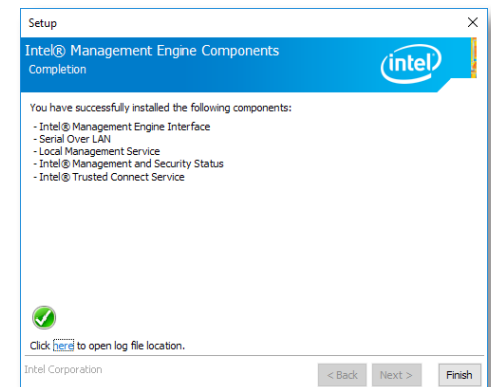 Setup
Intel® Management Engine Components
Completion
intel
You have successfully installed the following components:
- Intel® Management Engine Interface
- Serial Over LAN
- Local Management Service
- Intel® Management and Security Status
- Intel® Trusted Connect Service
Click here to open log file location.
Intel Corporation
< Back Next > Finish